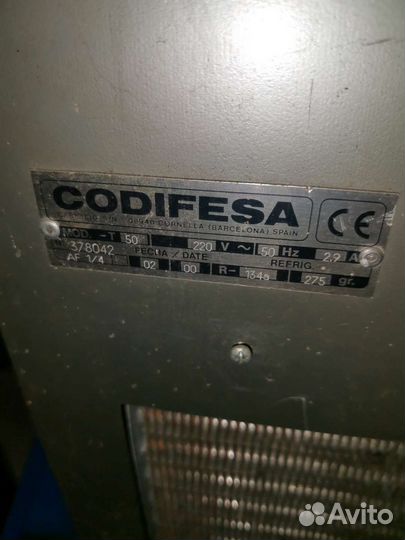 CODIFESA
08940 CORNELLA (BARCELONA) SPAIN
CE
MOD. -T 50 220 V ~ 50 Hz 2,9 A
378042 FECHA / DATE REFRIG.
AF 1/4 02 00 R- 134a 275 gr.
Avito